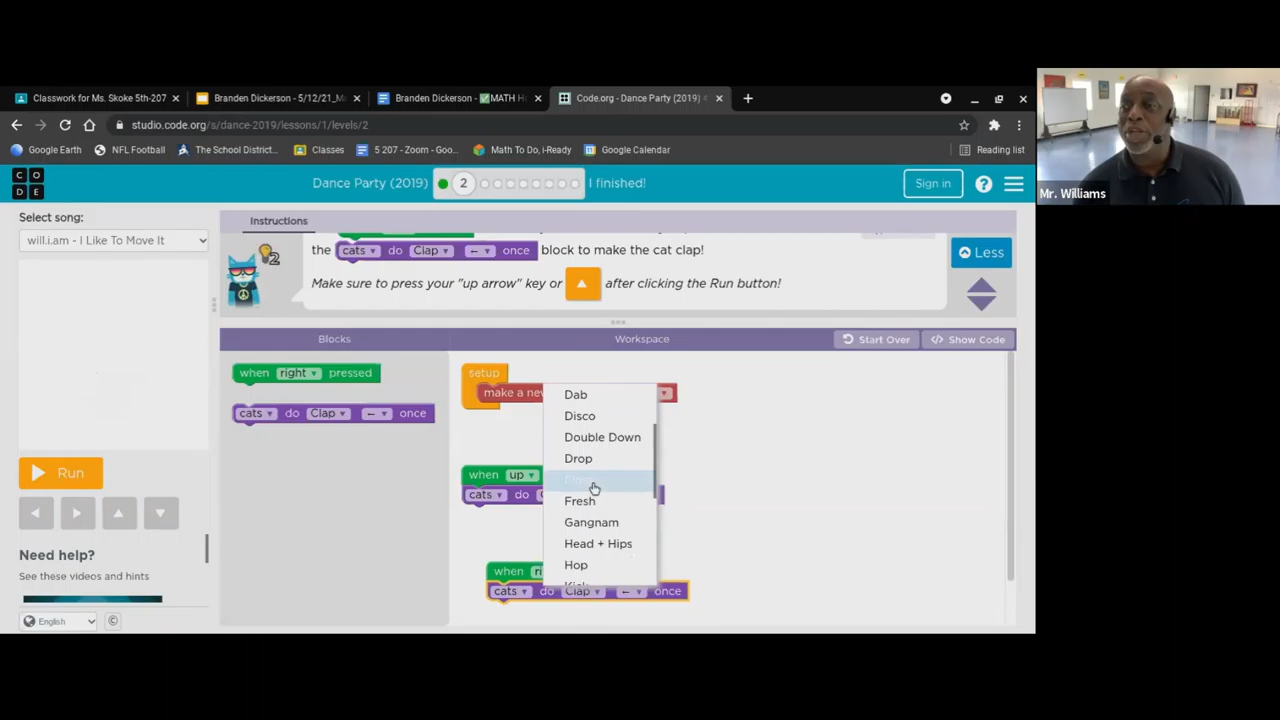 Classwork for Ms. Skoke 5th-207
Branden Dickerson - 5/12/21_M
Branden Dickerson - ✅MATH H
Code.org - Dance Party (2019)
studio.code.org/s/dance-2019/lessons/1/levels/2
Google Earth
NFL Football
The School District...
Classes
5 207 - Zoom - Goo...
Math To Do, i-Ready
Google Calendar
Reading list
Mr. Williams
CODE
Dance Party (2019)
2
I finished!
Sign in
Select song:
will.i.am - I Like To Move It
Instructions
2
the cats do Clap ← once block to make the cat clap!
Make sure to press your "up arrow" key or after clicking the Run button!
Less
Blocks
Workspace
Start Over
Show Code
when right pressed
cats do Clap ← once
setup
make a new
when up
cats do
Dab
Disco
Double Down
Drop
Fresh
Gangnam
Head + Hips
Hop
when
cats do Clap ← once
Run
Need help?
See these videos and hints
English
©